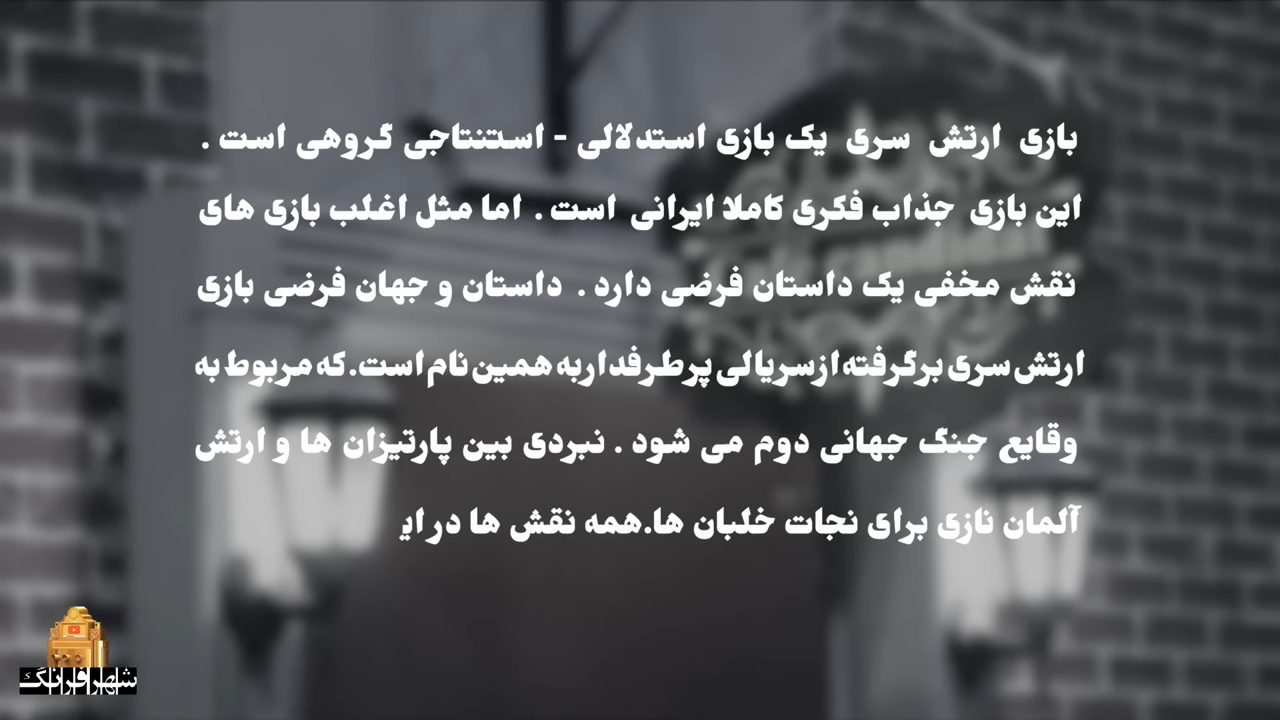 بازی ارتش سری یک بازی استدلالی - استنتاجی گروهی است .
این بازی جذاب فکری کاملا ایرانی است . اما مثل اغلب بازی های
نقش مخفی یک داستان فرضی دارد . داستان و جهان فرضی بازی
ارتش سری برگرفته از سریالی پرطرفدار به همین نام است. که مربوط به
وقایع جنگ جهانی دوم می شود . نبردی بین پارتیزان ها و ارتش
آلمان نازی برای نجات خلبان ها. همه نقش ها در ایـ
شهر فرانگ